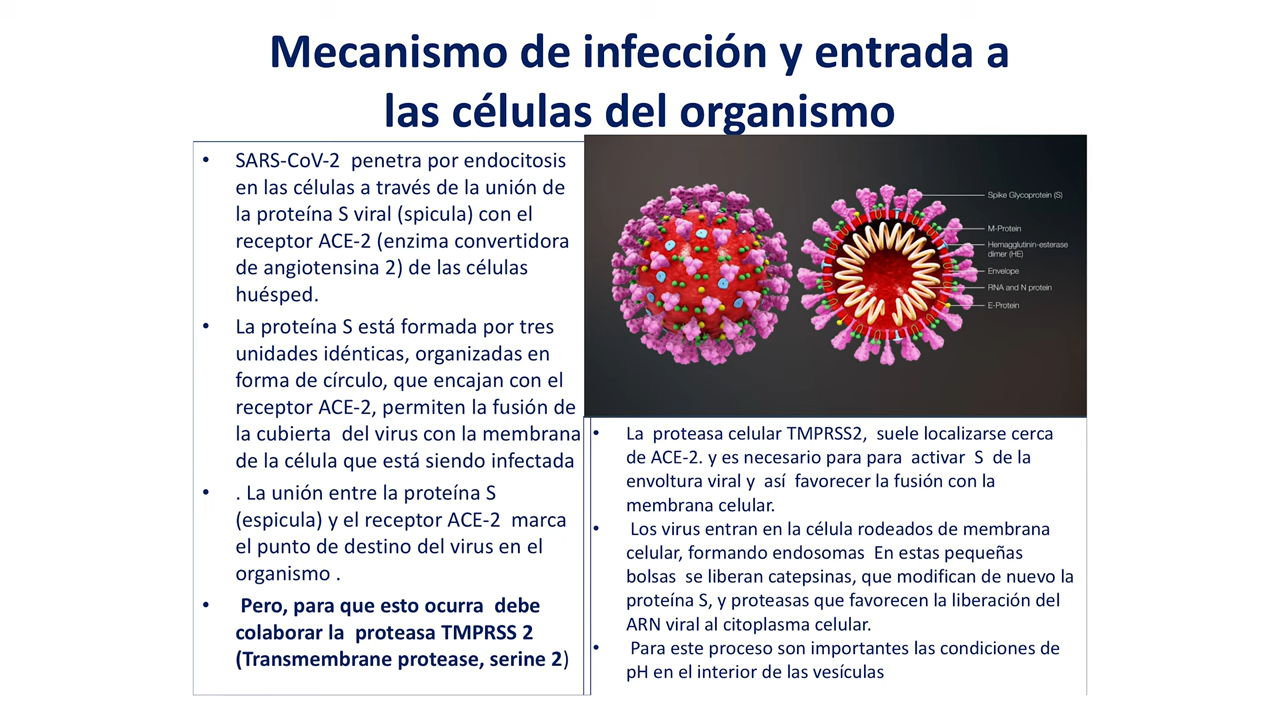 Mecanismo de infección y entrada a
las células del organismo
• SARS-CoV-2 penetra por endocitosis
en las células a través de la unión de
la proteína S viral (spicula) con el
receptor ACE-2 (enzima convertidora
de angiotensina 2) de las células
huésped.
• La proteína S está formada por tres
unidades idénticas, organizadas en
forma de círculo, que encajan con el
receptor ACE-2, permiten la fusión de
la cubierta del virus con la membrana
de la célula que está siendo infectada
• . La unión entre la proteína S
(espicula) y el receptor ACE-2 marca
el punto de destino del virus en el
organismo .
• Pero, para que esto ocurra debe
colaborar la proteasa TMPRSS 2
(Transmembrane protease, serine 2)
Spike Glycoprotein (S)
M-Protein
Hemagglutinin-esterase
dimer (HE)
Envelope
RNA and N protein
E-Protein
• La proteasa celular TMPRSS2, suele localizarse cerca
de ACE-2. y es necesario para para activar S de la
envoltura viral y así favorecer la fusión con la
membrana celular.
• Los virus entran en la célula rodeados de membrana
celular, formando endosomas En estas pequeñas
bolsas se liberan catepsinas, que modifican de nuevo la
proteína S, y proteasas que favorecen la liberación del
ARN viral al citoplasma celular.
• Para este proceso son importantes las condiciones de
pH en el interior de las vesículas